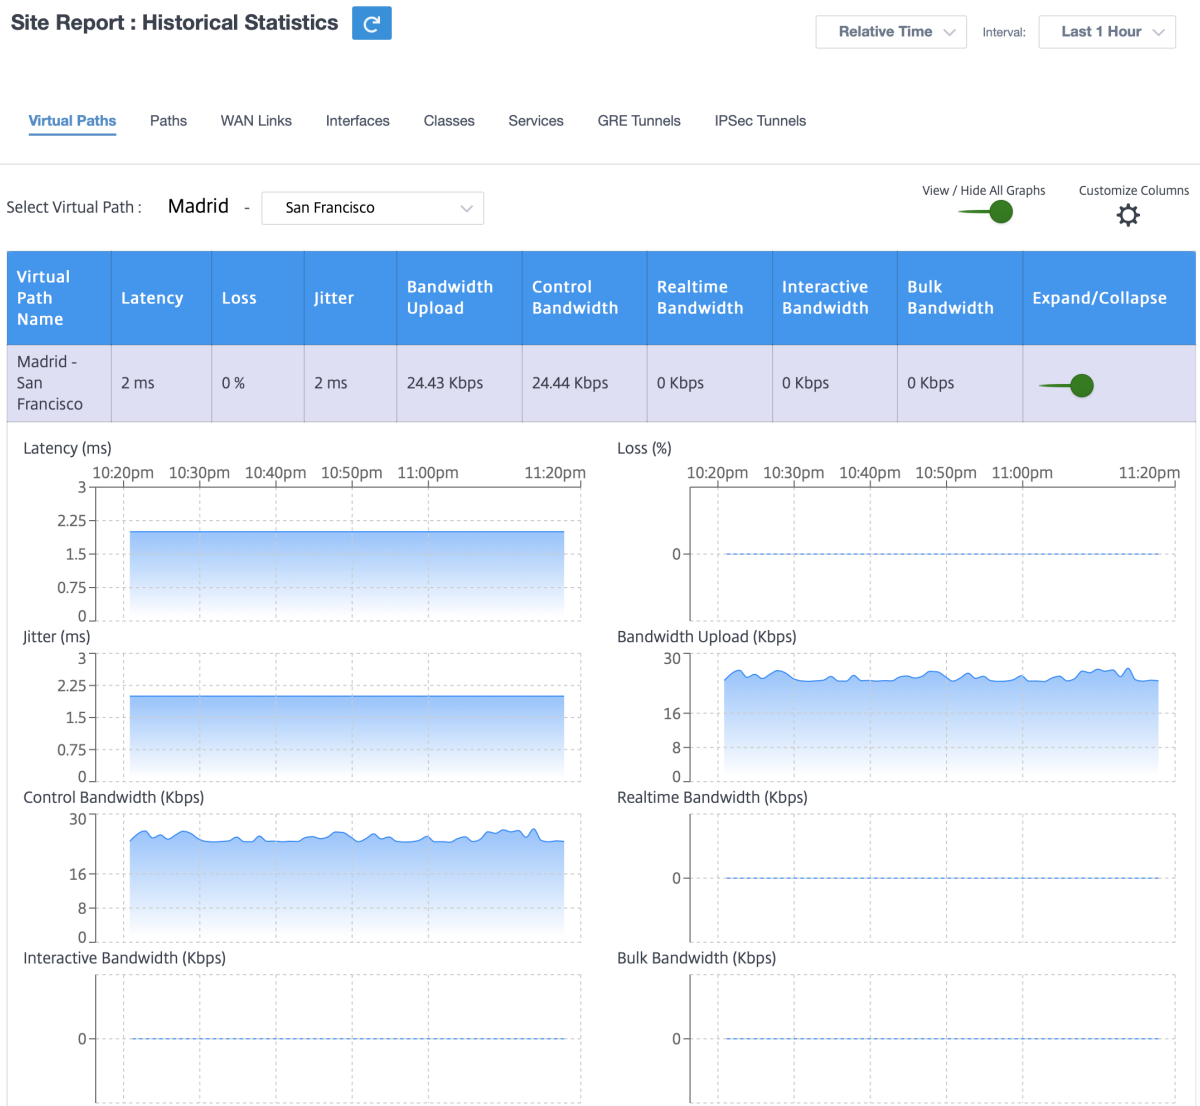 Site Report : Historical Statistics
Relative Time
Interval:
Last 1 Hour
Virtual Paths
Paths
WAN Links
Interfaces
Classes
Services
GRE Tunnels
IPSec Tunnels
View / Hide All Graphs
Customize Columns
Select Virtual Path :
Madrid
-
San Francisco
Virtual
Path
Name
Latency
Loss
Jitter
Bandwidth
Upload
Control
Bandwidth
Realtime
Bandwidth
Interactive
Bandwidth
Bulk
Bandwidth
Expand/Collapse
Madrid -
San
Francisco
2 ms
0 %
2 ms
24.43 Kbps
24.44 Kbps
0 Kbps
0 Kbps
0 Kbps
Latency (ms)
10:20pm 10:30pm 10:40pm 10:50pm 11:00pm 11:20pm
3
2.25
1.5
0.75
0
Loss (%)
10:20pm 10:30pm 10:40pm 10:50pm 11:00pm 11:20pm
0
Jitter (ms)
3
2.25
1.5
0.75
0
Bandwidth Upload (Kbps)
30
16
8
0
Control Bandwidth (Kbps)
30
16
8
0
Realtime Bandwidth (Kbps)
0
Interactive Bandwidth (Kbps)
0
Bulk Bandwidth (Kbps)
0